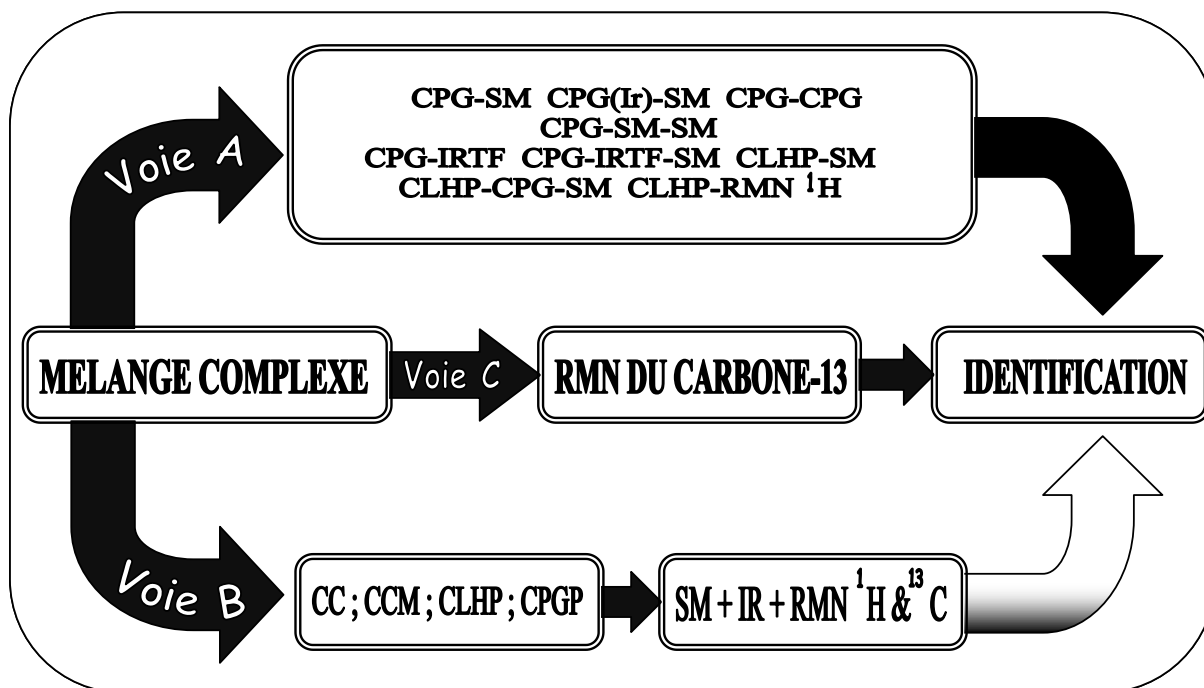 CPG-SM CPG(Ir)-SM CPG-CPG
CPG-SM-SM
CPG-IRTF CPG-IRTF-SM CLHP-SM
CLHP-CPG-SM CLHP-RMN ¹H
Voie A
MELANGE COMPLEXE
Voie C
RMN DU CARBONE-13
IDENTIFICATION
Voie B
CC ; CCM ; CLHP ; CPGP
SM + IR + RMN ¹H & ¹³C